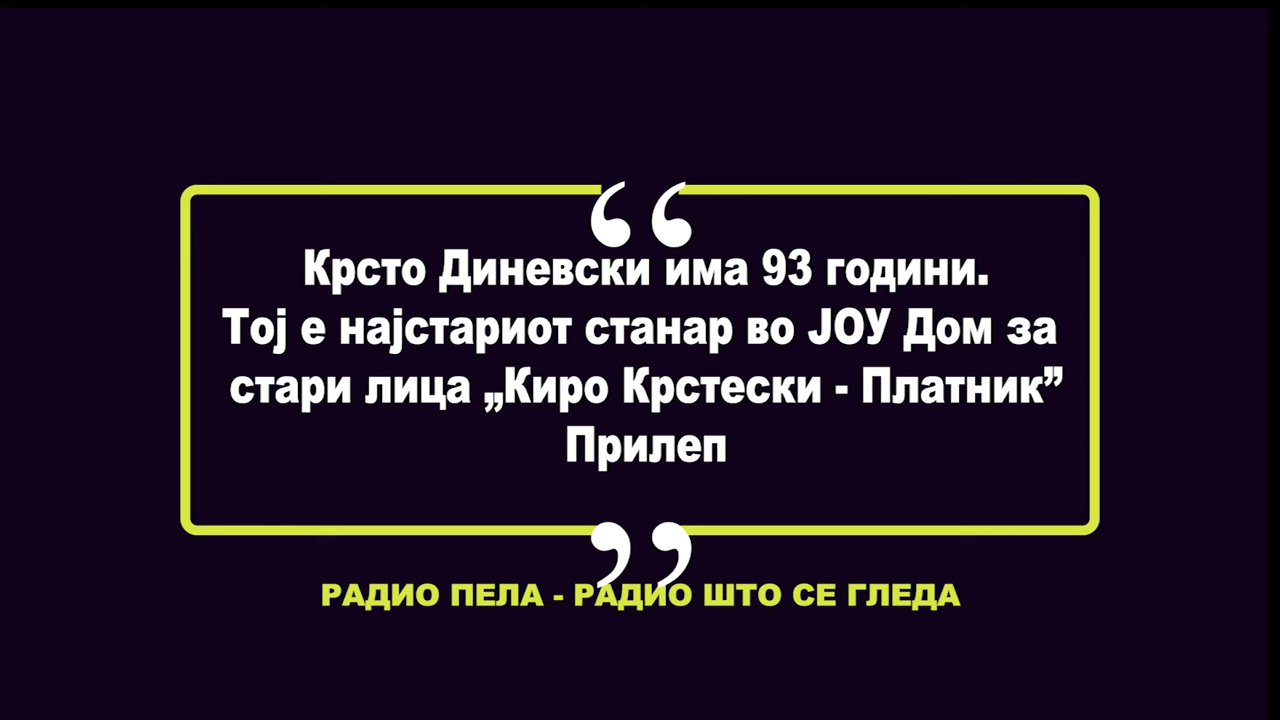 Крсто Диневски има 93 години.
Тој е најстариот станар во ЈОУ Дом за
стари лица „Киро Крстески - Платник”
Прилеп
РАДИО ПЕЛА - РАДИО ШТО СЕ ГЛЕДА